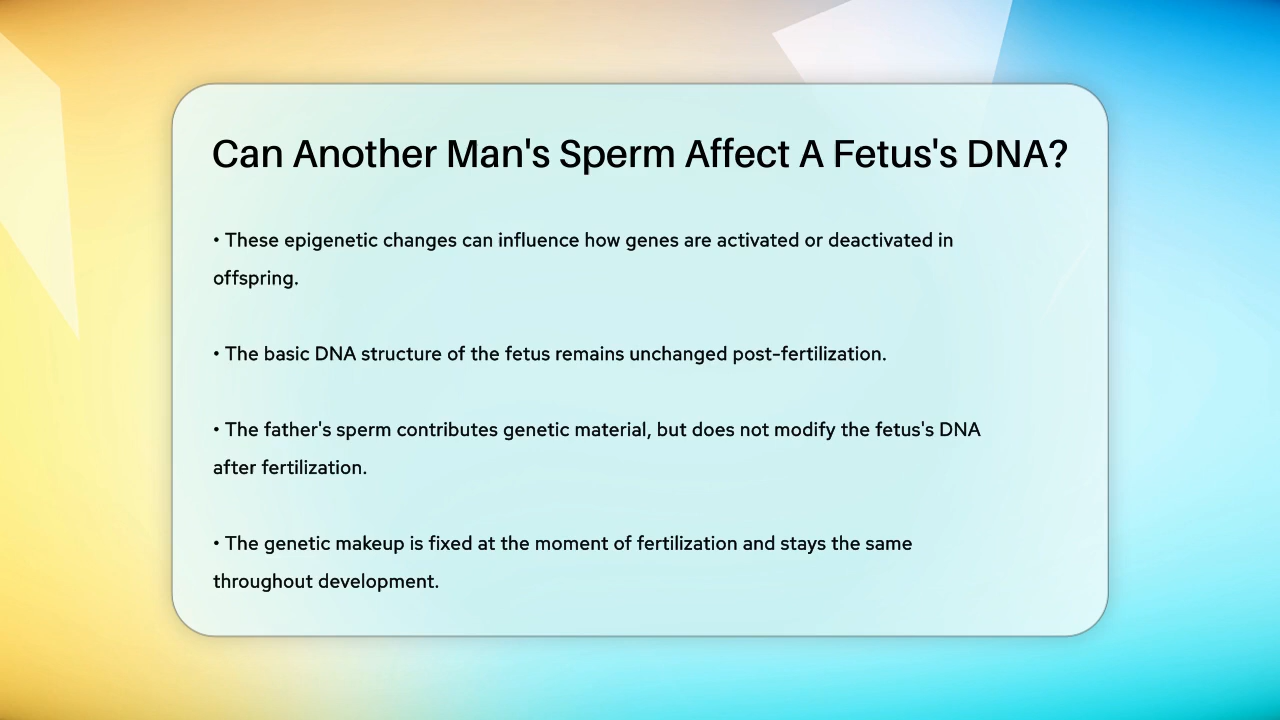 Can Another Man's Sperm Affect A Fetus's DNA?
• These epigenetic changes can influence how genes are activated or deactivated in
offspring.
• The basic DNA structure of the fetus remains unchanged post-fertilization.
• The father's sperm contributes genetic material, but does not modify the fetus's DNA
after fertilization.
• The genetic makeup is fixed at the moment of fertilization and stays the same
throughout development.